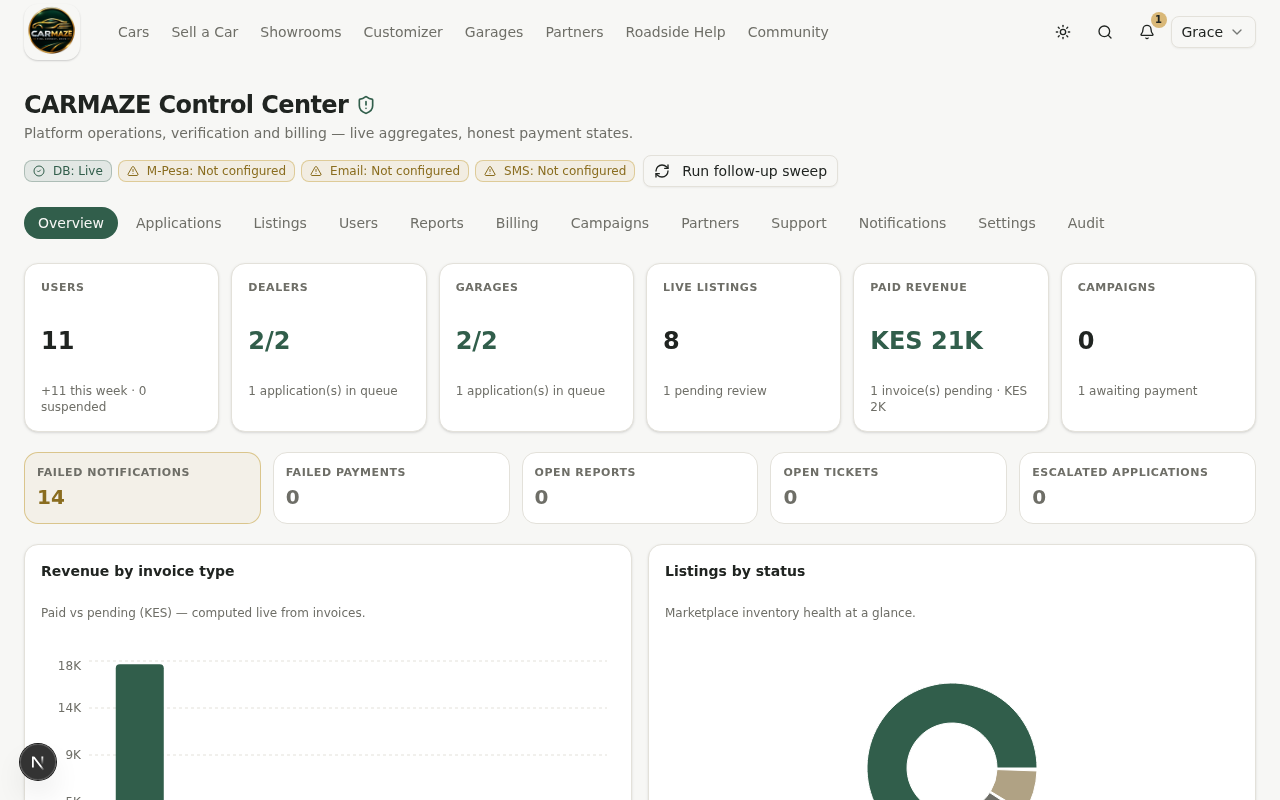 CARMAZE
Cars
Sell a Car
Showrooms
Customizer
Garages
Partners
Roadside Help
Community
1
Grace
CARMAZE Control Center
Platform operations, verification and billing — live aggregates, honest payment states.
DB: Live
M-Pesa: Not configured
Email: Not configured
SMS: Not configured
Run follow-up sweep
Overview
Applications
Listings
Users
Reports
Billing
Campaigns
Partners
Support
Notifications
Settings
Audit
USERS
11
+11 this week · 0
suspended
DEALERS
2/2
1 application(s) in queue
GARAGES
2/2
1 application(s) in queue
LIVE LISTINGS
8
1 pending review
PAID REVENUE
KES 21K
1 invoice(s) pending · KES
2K
CAMPAIGNS
0
1 awaiting payment
FAILED NOTIFICATIONS
14
FAILED PAYMENTS
0
OPEN REPORTS
0
OPEN TICKETS
0
ESCALATED APPLICATIONS
0
Revenue by invoice type
Paid vs pending (KES) — computed live from invoices.
18K
14K
9K
5K
N
Listings by status
Marketplace inventory health at a glance.